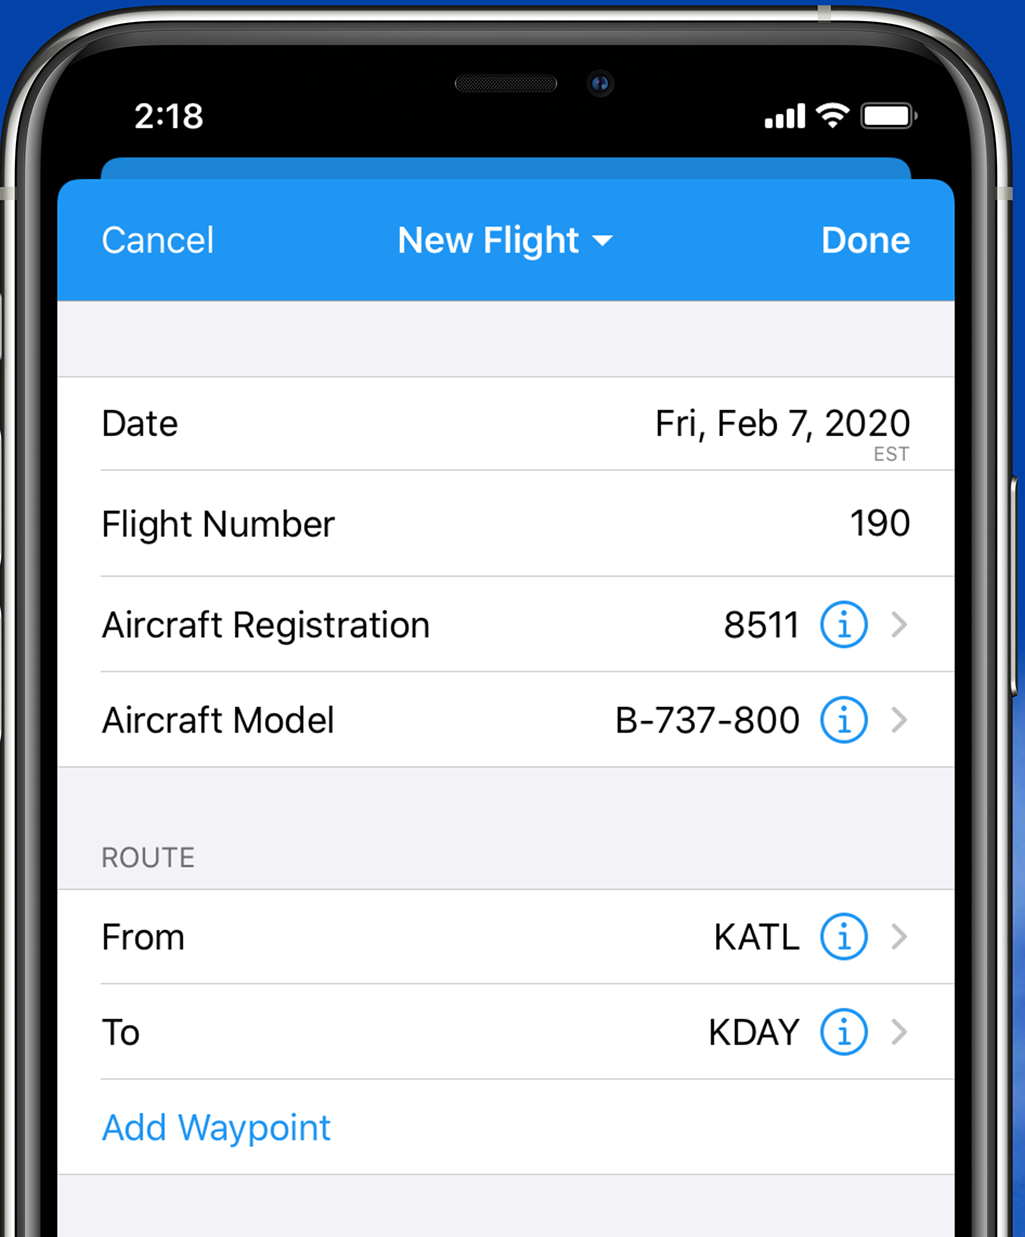 2:18
Cancel New Flight Done
Date Fri, Feb 7, 2020
EST
Flight Number 190
Aircraft Registration 8511
Aircraft Model B-737-800
ROUTE
From KATL
To KDAY
Add Waypoint